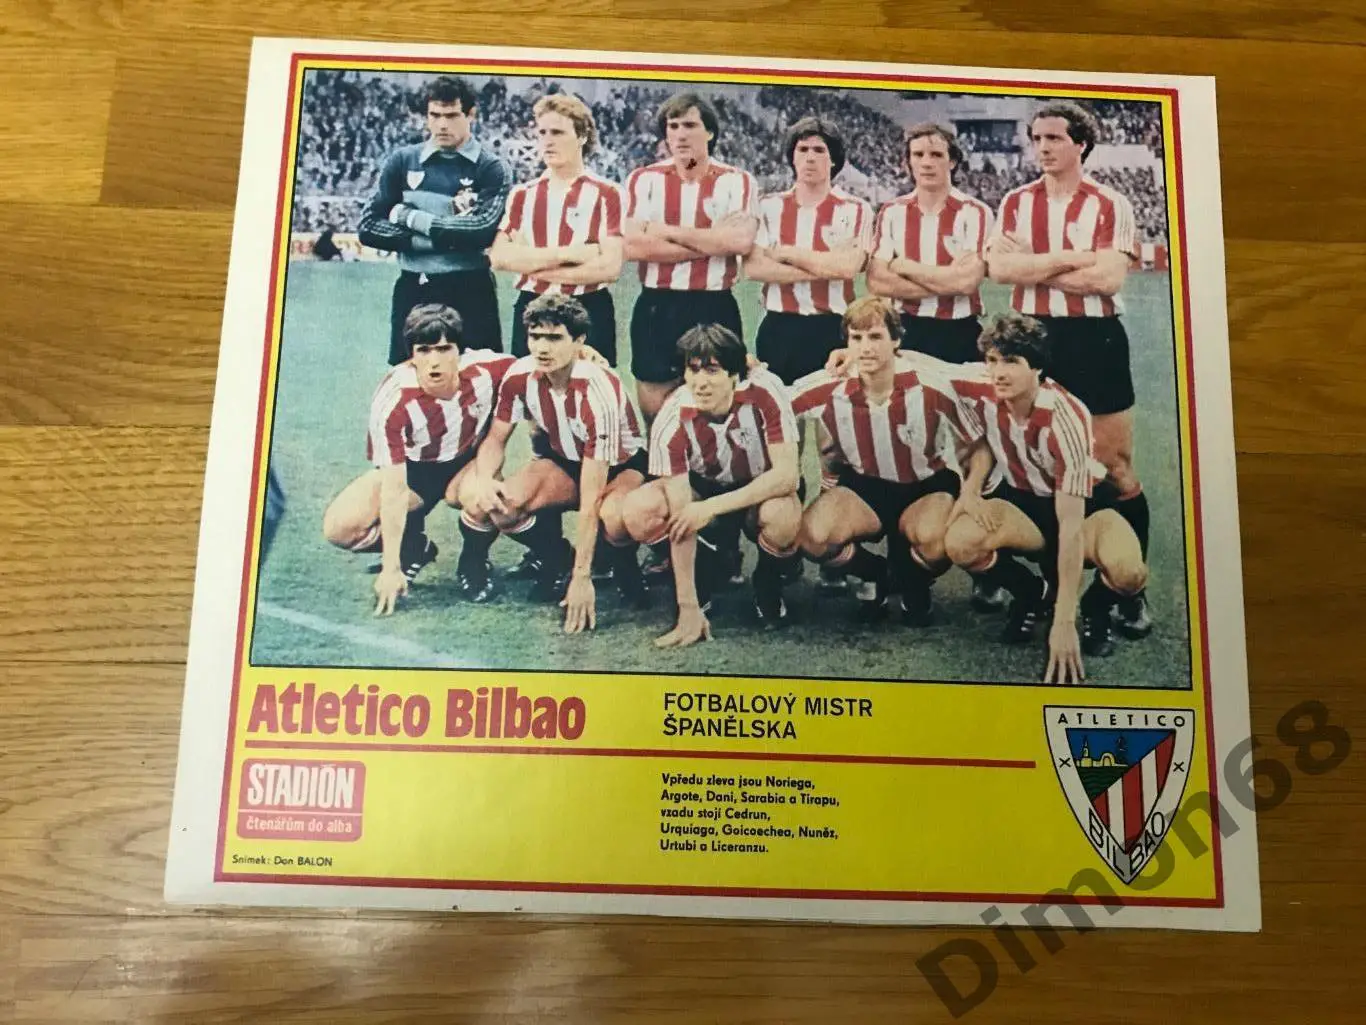 Atletico Bilbao
FOTBALOVÝ MISTR
ŠPANĚLSKA
STADIÓN
čtenářům do alba
Snímek: Don BALON
Vpředu zleva jsou Noriega,
Argote, Dani, Sarabia a Tirapu,
vzadu stojí Cedrun,
Urquiaga, Goicoechea, Nuněz,
Urtubi a Liceranzu.
ATLETICO
BILBAO
Dimon68